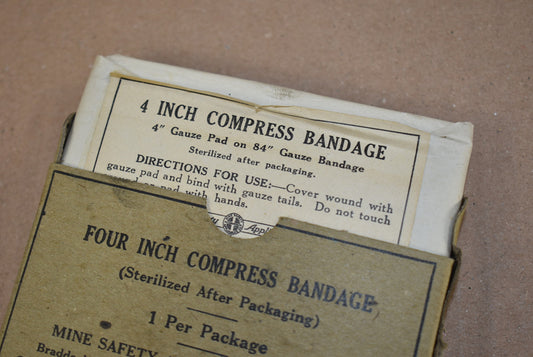 4 INCH COMPRESS BANDAGE
4" Gauze Pad on 84" Gauze Bandage
Sterilized after packaging.
DIRECTIONS FOR USE:—Cover wound with
gauze pad and bind with gauze tails. Do not touch
pad with hands.
FOUR INCH COMPRESS BANDAGE
(Sterilized After Packaging)
1 Per Package
MINE SAFETY